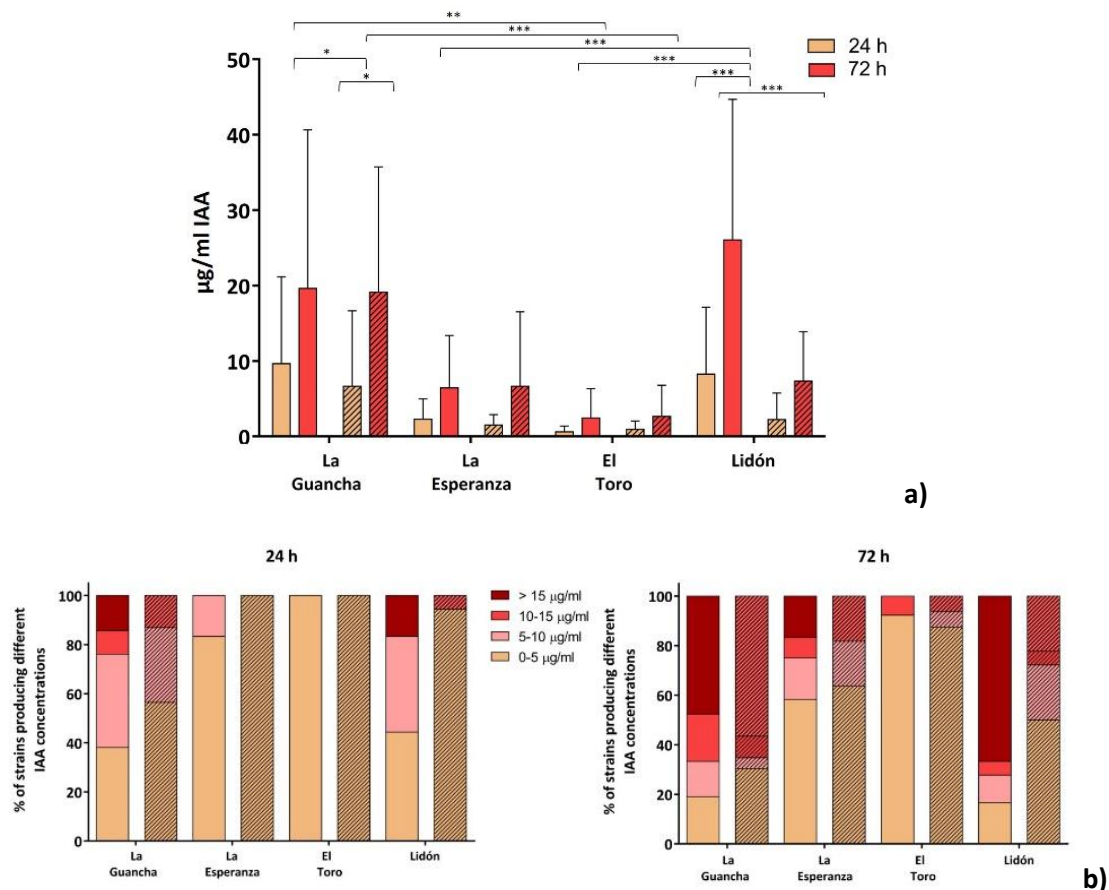 **
***
***
***
***
***
*
*
24 h
72 h
µg/ml IAA
50
40
30
20
10
0
La
Guancha
La
Esperanza
El
Toro
Lidón
a)
24 h
% of strains producing different
IAA concentrations
100
80
60
40
20
0
La
Guancha
La
Esperanza
El
Toro
Lidón
> 15 µg/ml
10-15 µg/ml
5-10 µg/ml
0-5 µg/ml
72 h
% of strains producing different
IAA concentrations
100
80
60
40
20
0
La
Guancha
La
Esperanza
El
Toro
Lidón
b)